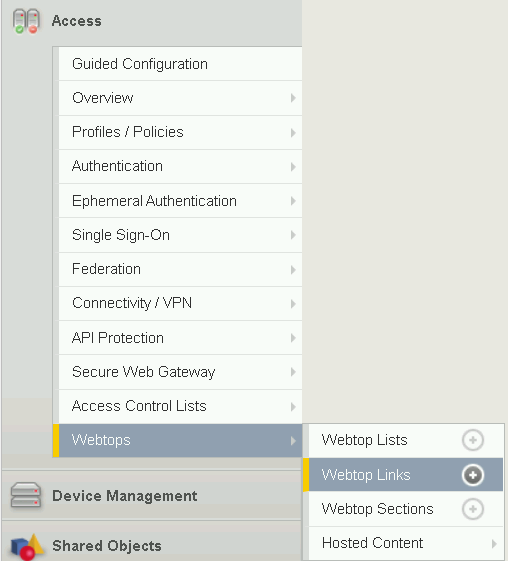 Access
Guided Configuration
Overview
Profiles / Policies
Authentication
Ephemeral Authentication
Single Sign-On
Federation
Connectivity / VPN
API Protection
Secure Web Gateway
Access Control Lists
Webtops
Webtop Lists
Webtop Links
Webtop Sections
Hosted Content
Device Management
Shared Objects